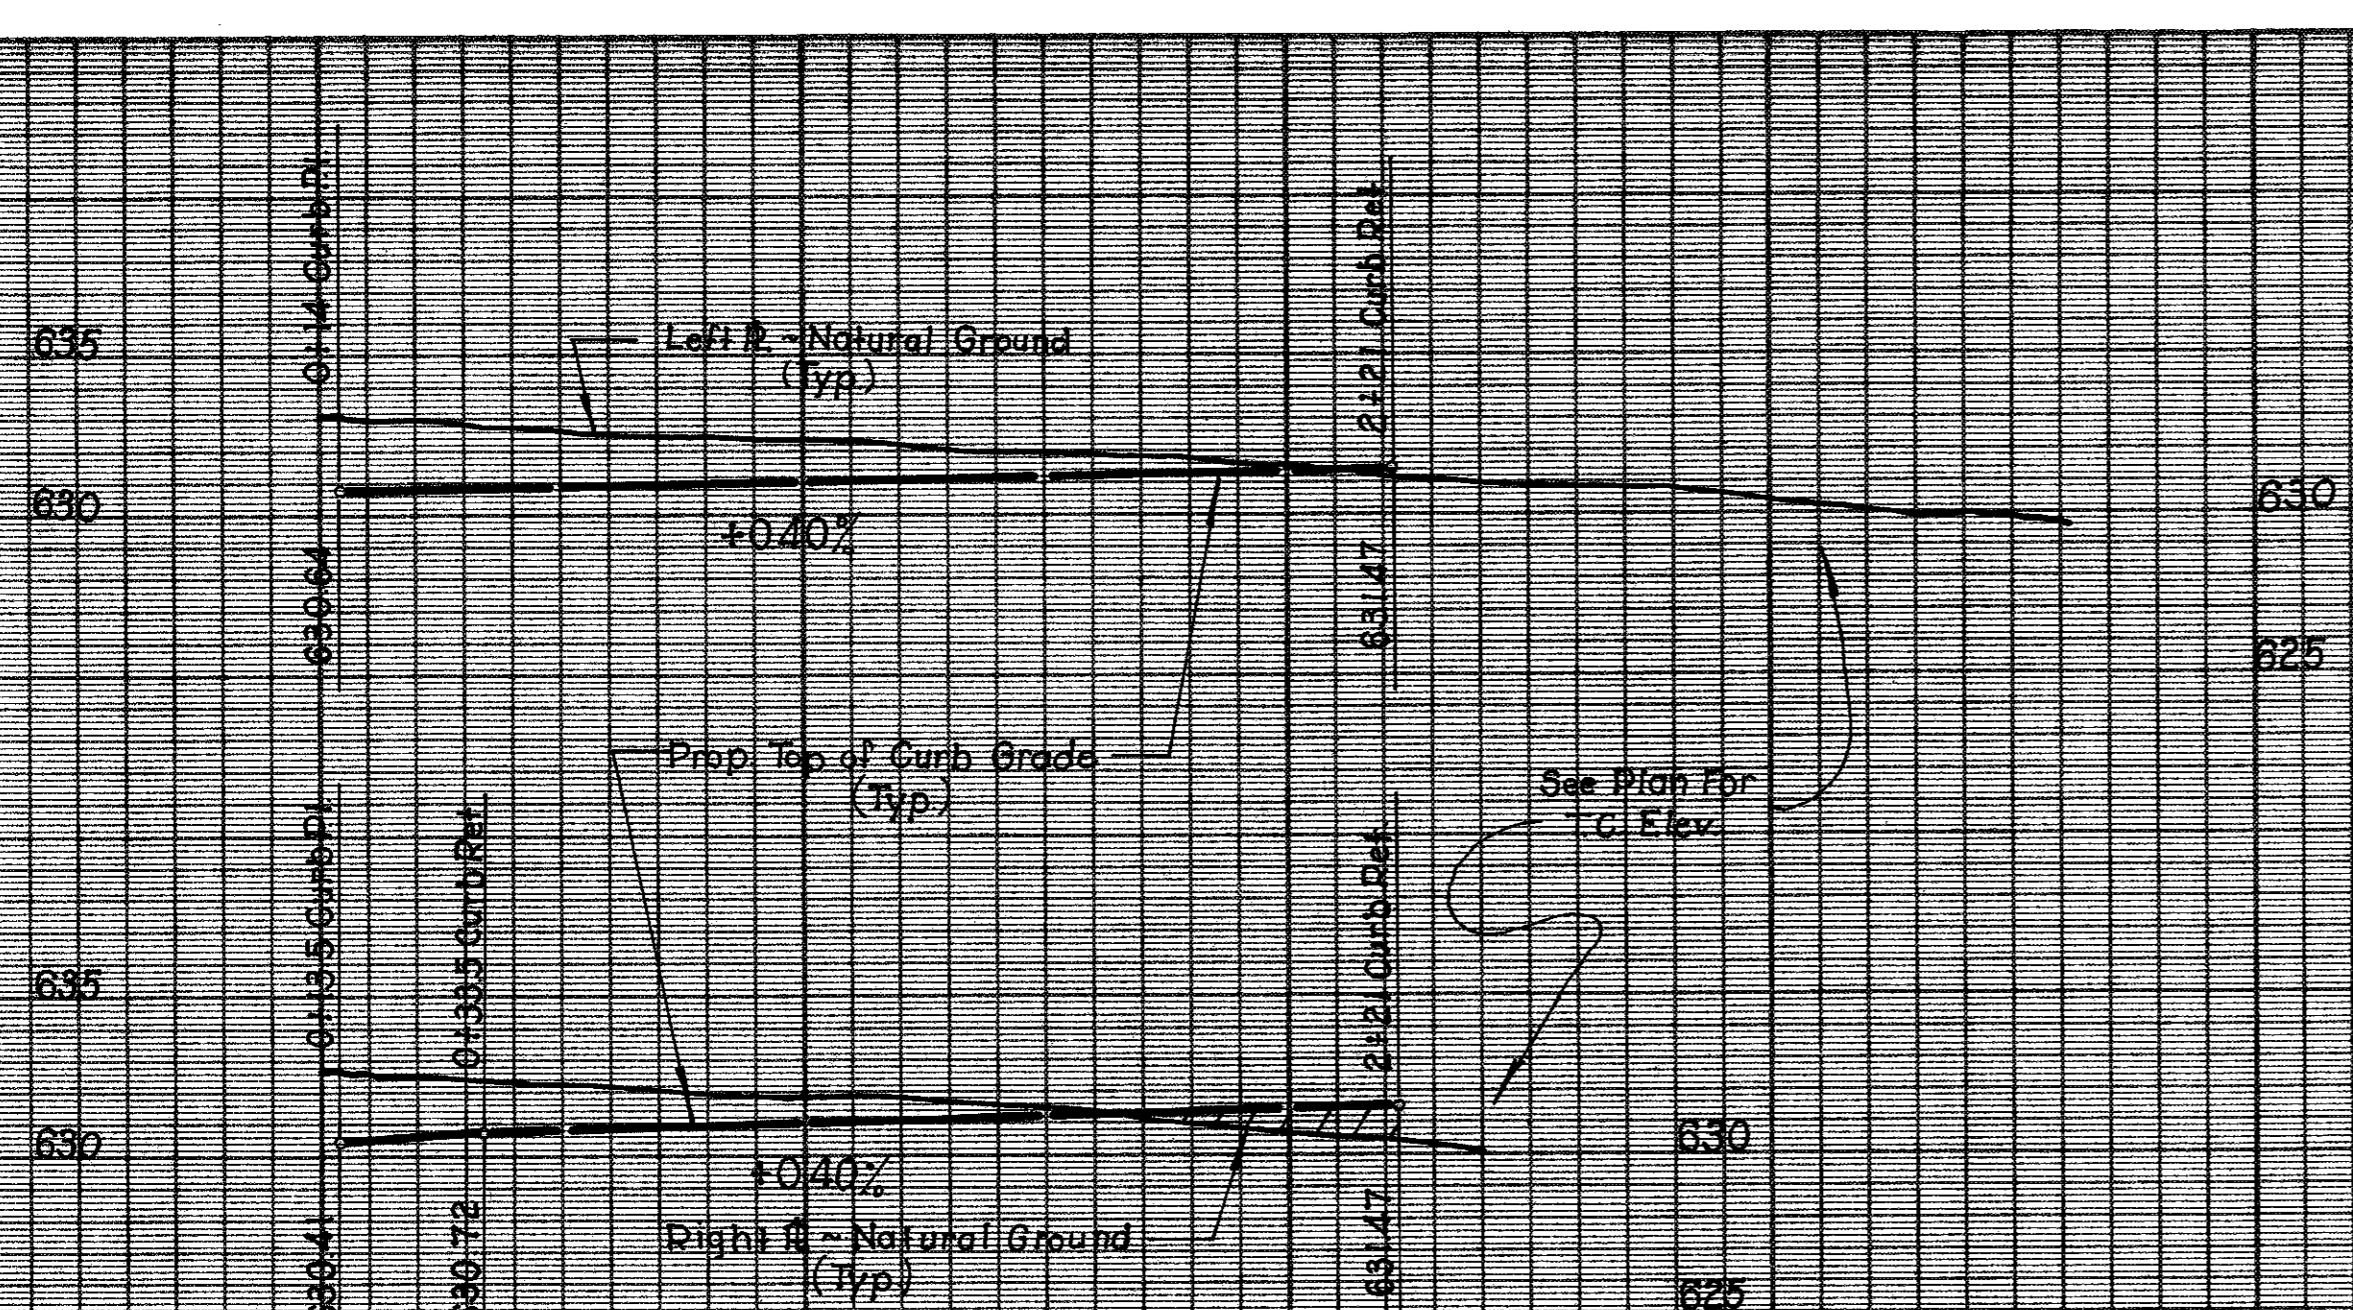 0+14 Curb P.I.
2+21 Curb Ret.
635
Left ⅊ ~ Natural Ground
(Typ.)
630
630
+0.40%
630.64
631.47
625
Prop. Top of Curb Grade
(Typ.)
See Plan For
T.C. Elev.
0+13.5 Curb P.I.
0+33.5 Curb Ret.
2+21 Curb Ret.
635
630
630
+0.40%
630.72
631.47
Right ⅊ ~ Natural Ground
(Typ.)
625